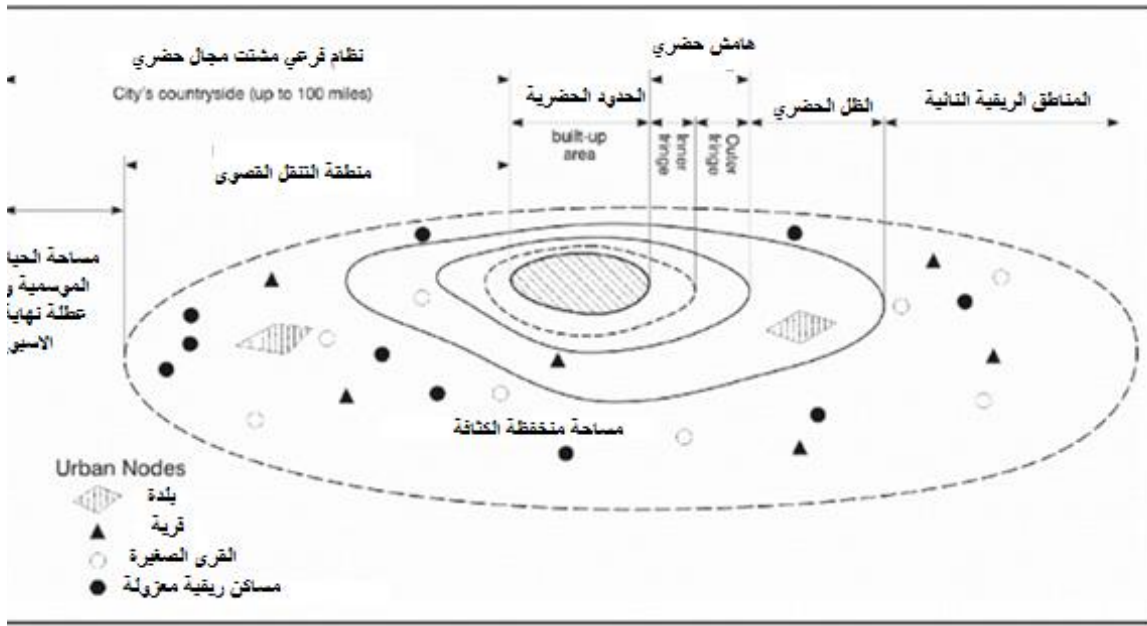 هامش حضري
نظام فرعي مشتت مجال حضري
City's countryside (up to 100 miles)
الحدود الحضرية
الظل الحضري
المناطق الريفية النائية
built-up
area
Inner
fringe
Outer
fringe
منطقة التنقل القصوى
مساحة الحيا
الموسمية و
عطلة نهاية
الاسبو
مساحة منخفظة الكثافة
Urban Nodes
بلدة
قرية
القرى الصغيرة
مساكن ريفية معزولة